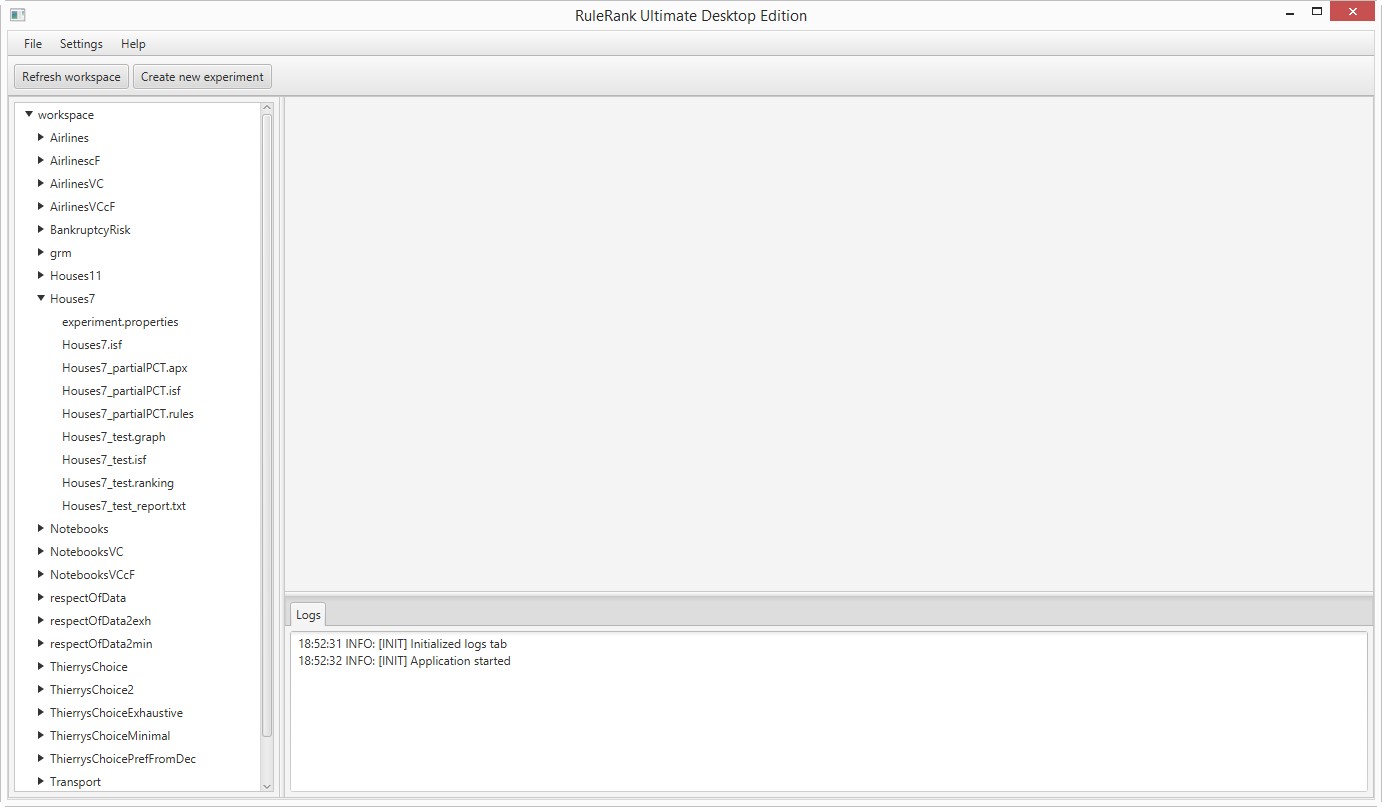 RuleRank Ultimate Desktop Edition
File Settings Help
Refresh workspace Create new experiment
workspace
Airlines
AirlinescF
AirlinesVC
AirlinesVCcF
BankruptcyRisk
grm
Houses11
Houses7
experiment.properties
Houses7.isf
Houses7_partialPCT.apx
Houses7_partialPCT.isf
Houses7_partialPCT.rules
Houses7_test.graph
Houses7_test.isf
Houses7_test.ranking
Houses7_test_report.txt
Notebooks
NotebooksVC
NotebooksVCcF
respectOfData
respectOfData2exh
respectOfData2min
ThierrysChoice
ThierrysChoice2
ThierrysChoiceExhaustive
ThierrysChoiceMinimal
ThierrysChoicePrefFromDec
Transport
Logs
18:52:31 INFO: [INIT] Initialized logs tab
18:52:32 INFO: [INIT] Application started